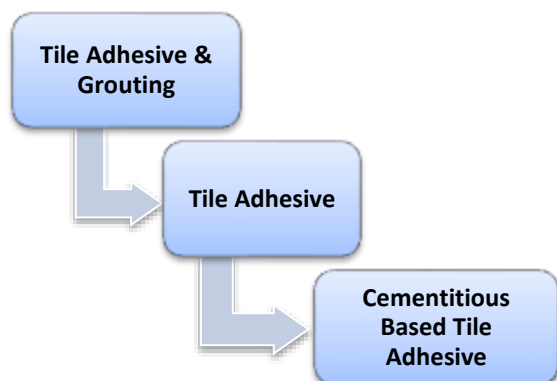 Tile Adhesive &
Grouting
Tile Adhesive
Cementitious
Based Tile
Adhesive